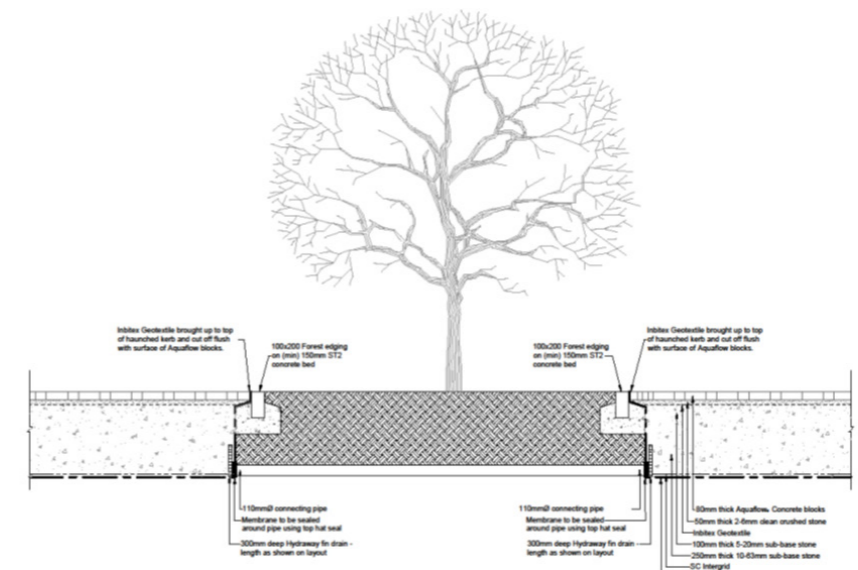 Inbitex Geotextile brought up to top
of haunched kerb and cut off flush
with surface of Aquaflow blocks.
100x200 Forest edging
on (min) 150mm ST2
concrete bed
100x200 Forest edging
on (min) 150mm ST2
concrete bed
Inbitex Geotextile brought up to top
of haunched kerb and cut off flush
with surface of Aquaflow blocks.
110mmØ connecting pipe
Membrane to be sealed
around pipe using top hat seal
300mm deep Hydraway fin drain -
length as shown on layout
110mmØ connecting pipe
Membrane to be sealed
around pipe using top hat seal
300mm deep Hydraway fin drain -
length as shown on layout
80mm thick Aquaflow Concrete blocks
50mm thick 2-6mm clean crushed stone
Inbitex Geotextile
100mm thick 5-20mm sub-base stone
250mm thick 10-63mm sub-base stone
SC Intergrid